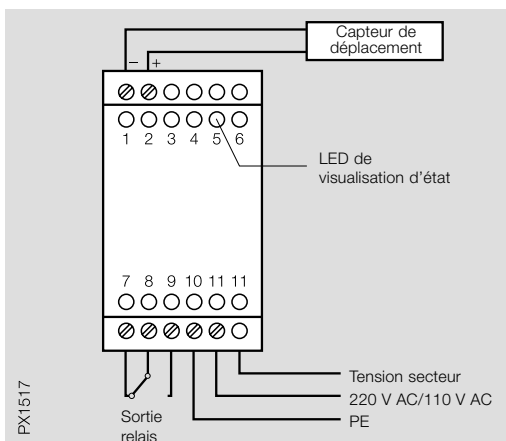 Capteur de
déplacement
– +
1 2 3 4 5 6
LED de
visualisation d'état
7 8 9 10 11 11
Tension secteur
220 V AC/110 V AC
PE
Sortie
relais
PX1517